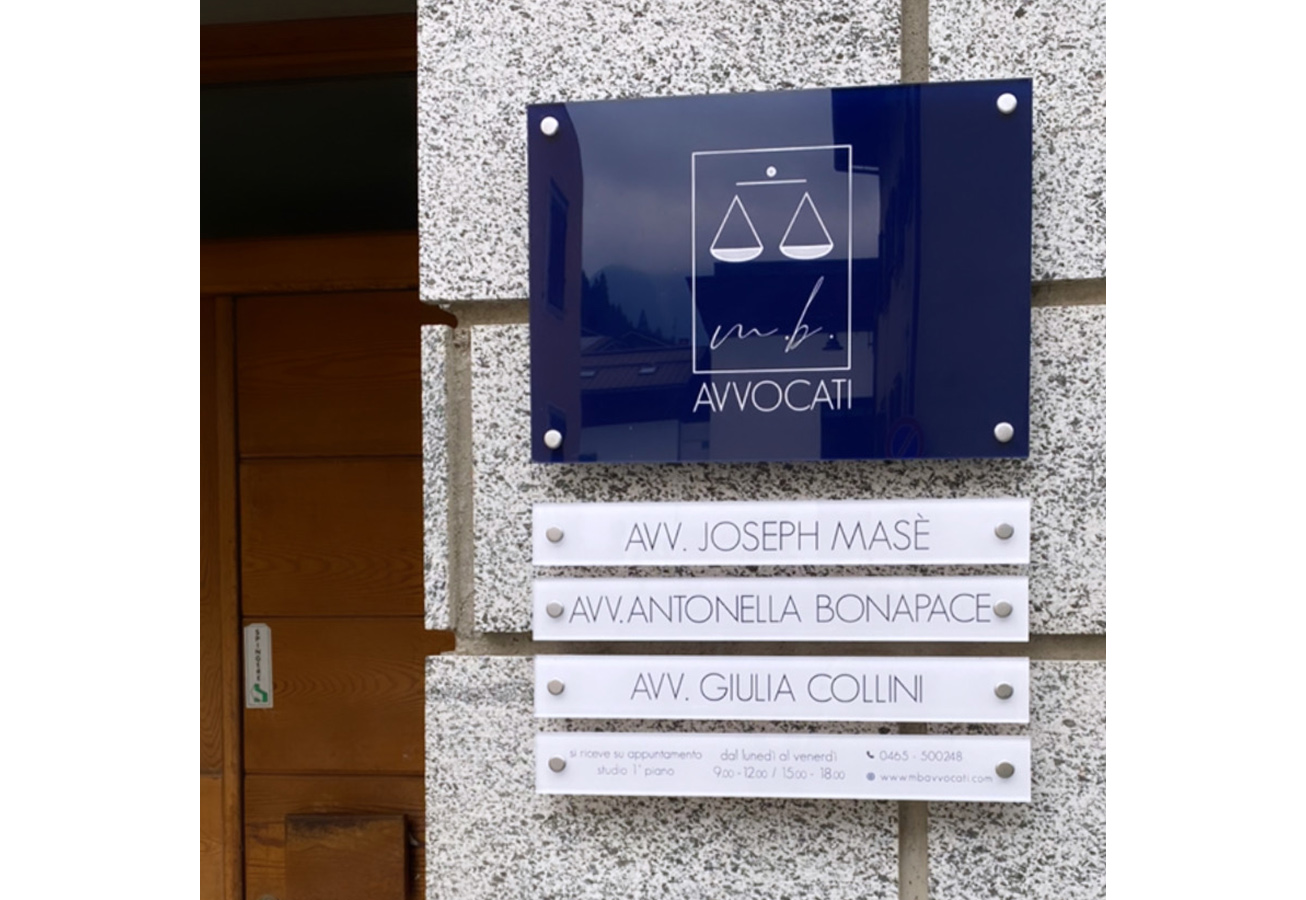 m.b.
AVVOCATI
AVV. JOSEPH MASÈ
AVV. ANTONELLA BONAPACE
AVV. GIULIA COLLINI
si riceve su appuntamento
studio 1° piano
dal lunedì al venerdì
9.00 - 12.00 / 15.00 - 18.00
0465 - 500248
www.mbavvocati.com
SPINGERE